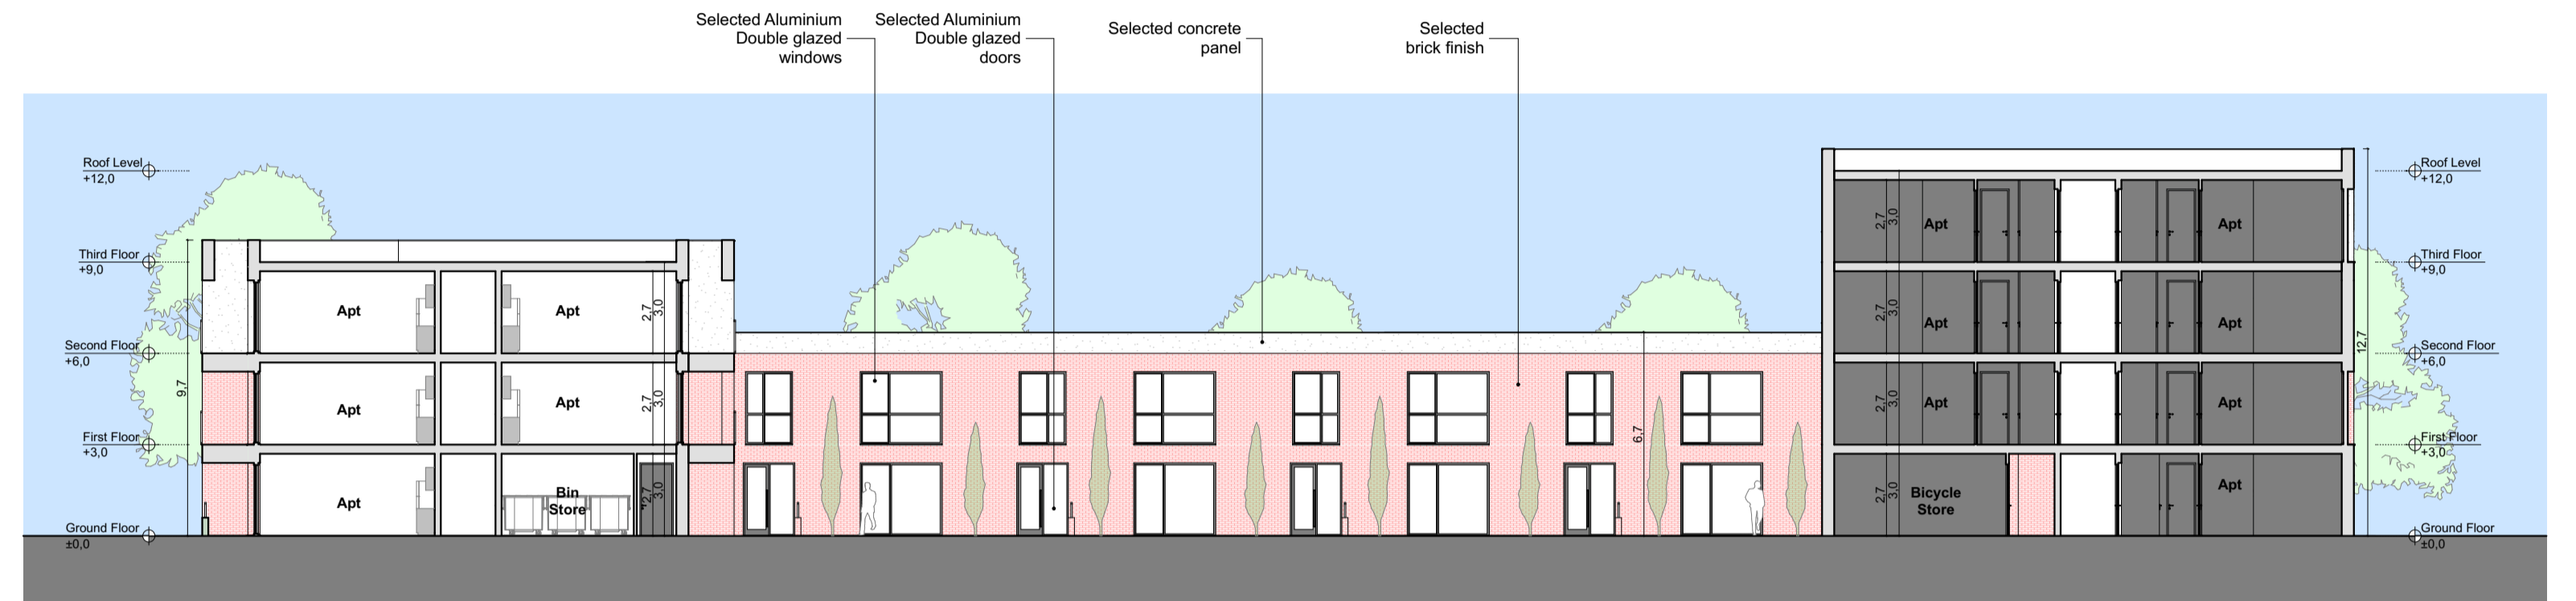 Selected Aluminium
Double glazed
windows
Selected Aluminium
Double glazed
doors
Selected concrete
panel
Selected
brick finish
Roof Level
+12,0
Third Floor
+9,0
Second Floor
+6,0
First Floor
+3,0
Ground Floor
±0,0
9,7
Apt
Apt
2,7
3,0
Apt
Apt
2,7
3,0
Apt
Bin
Store
2,7
3,0
6,7
2,7
3,0
Apt
Apt
2,7
3,0
Apt
Apt
2,7
3,0
Apt
Apt
2,7
3,0
Bicycle
Store
Apt
12,7
Roof Level
+12,0
Third Floor
+9,0
Second Floor
+6,0
First Floor
+3,0
Ground Floor
±0,0